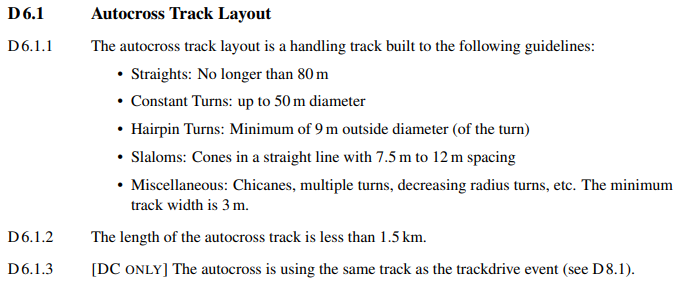 D 6.1 Autocross Track Layout
D 6.1.1 The autocross track layout is a handling track built to the following guidelines:
• Straights: No longer than 80 m
• Constant Turns: up to 50 m diameter
• Hairpin Turns: Minimum of 9 m outside diameter (of the turn)
• Slaloms: Cones in a straight line with 7.5 m to 12 m spacing
• Miscellaneous: Chicanes, multiple turns, decreasing radius turns, etc. The minimum
track width is 3 m.
D 6.1.2 The length of the autocross track is less than 1.5 km.
D 6.1.3 [DC ONLY] The autocross is using the same track as the trackdrive event (see D 8.1).